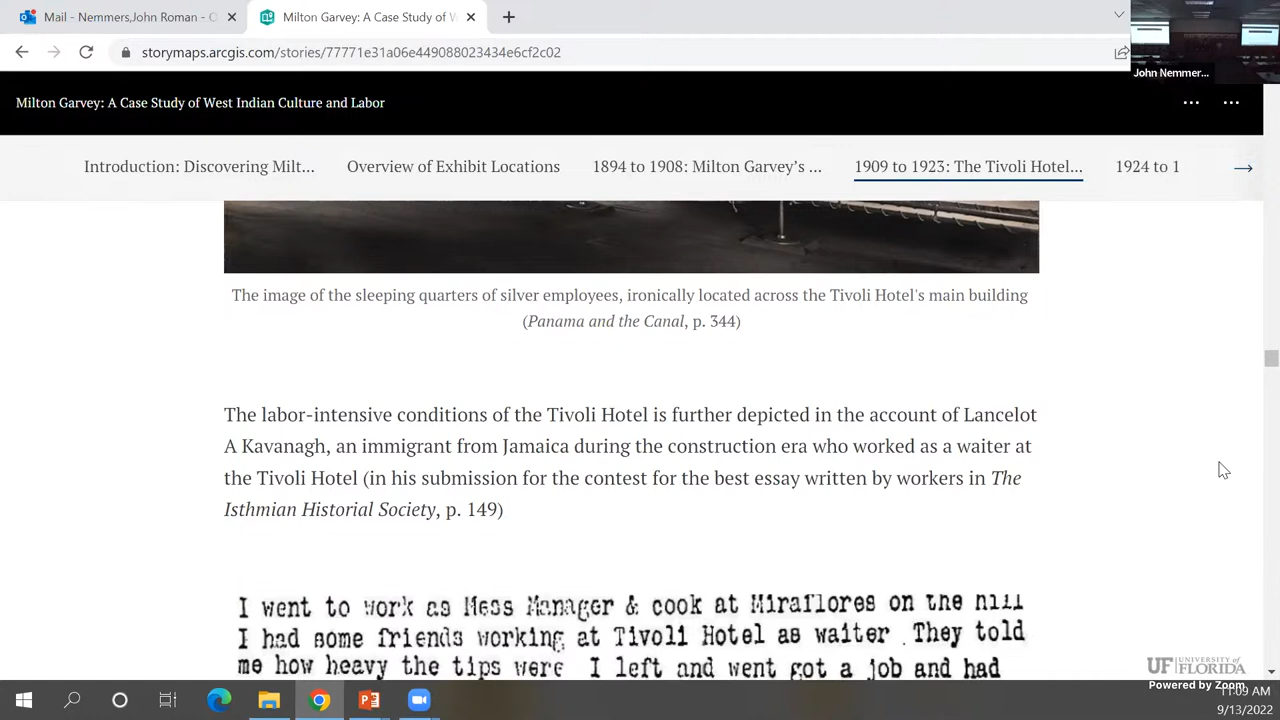 Mail - Nemmers,John Roman - O
Milton Garvey: A Case Study of W
storymaps.arcgis.com/stories/77771e31a06e449088023434e6cf2c02
John Nemmer...
Milton Garvey: A Case Study of West Indian Culture and Labor
Introduction: Discovering Milt...
Overview of Exhibit Locations
1894 to 1908: Milton Garvey's ...
1909 to 1923: The Tivoli Hotel...
1924 to 1
The image of the sleeping quarters of silver employees, ironically located across the Tivoli Hotel's main building
(Panama and the Canal, p. 344)
The labor-intensive conditions of the Tivoli Hotel is further depicted in the account of Lancelot
A Kavanagh, an immigrant from Jamaica during the construction era who worked as a waiter at
the Tivoli Hotel (in his submission for the contest for the best essay written by workers in The
Isthmian Historial Society, p. 149)
I went to work as Mess Manager & cook at Miraflores on the hill
I had some friends working at Tivoli Hotel as waiter . They told
me how heavy the tips were I left and went got a job and had
UF UNIVERSITY of FLORIDA
Powered by Zoom
11:09 AM
9/13/2022